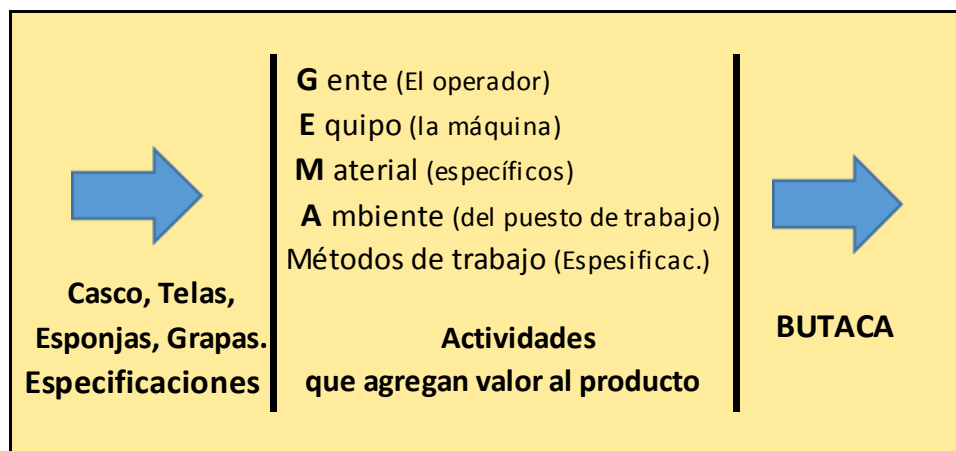 G ente (El operador)
E quipo (la máquina)
M aterial (específicos)
A mbiente (del puesto de trabajo)
Métodos de trabajo (Espesificac.)
Casco, Telas,
Esponjas, Grapas.
Especificaciones
Actividades
que agregan valor al producto
BUTACA